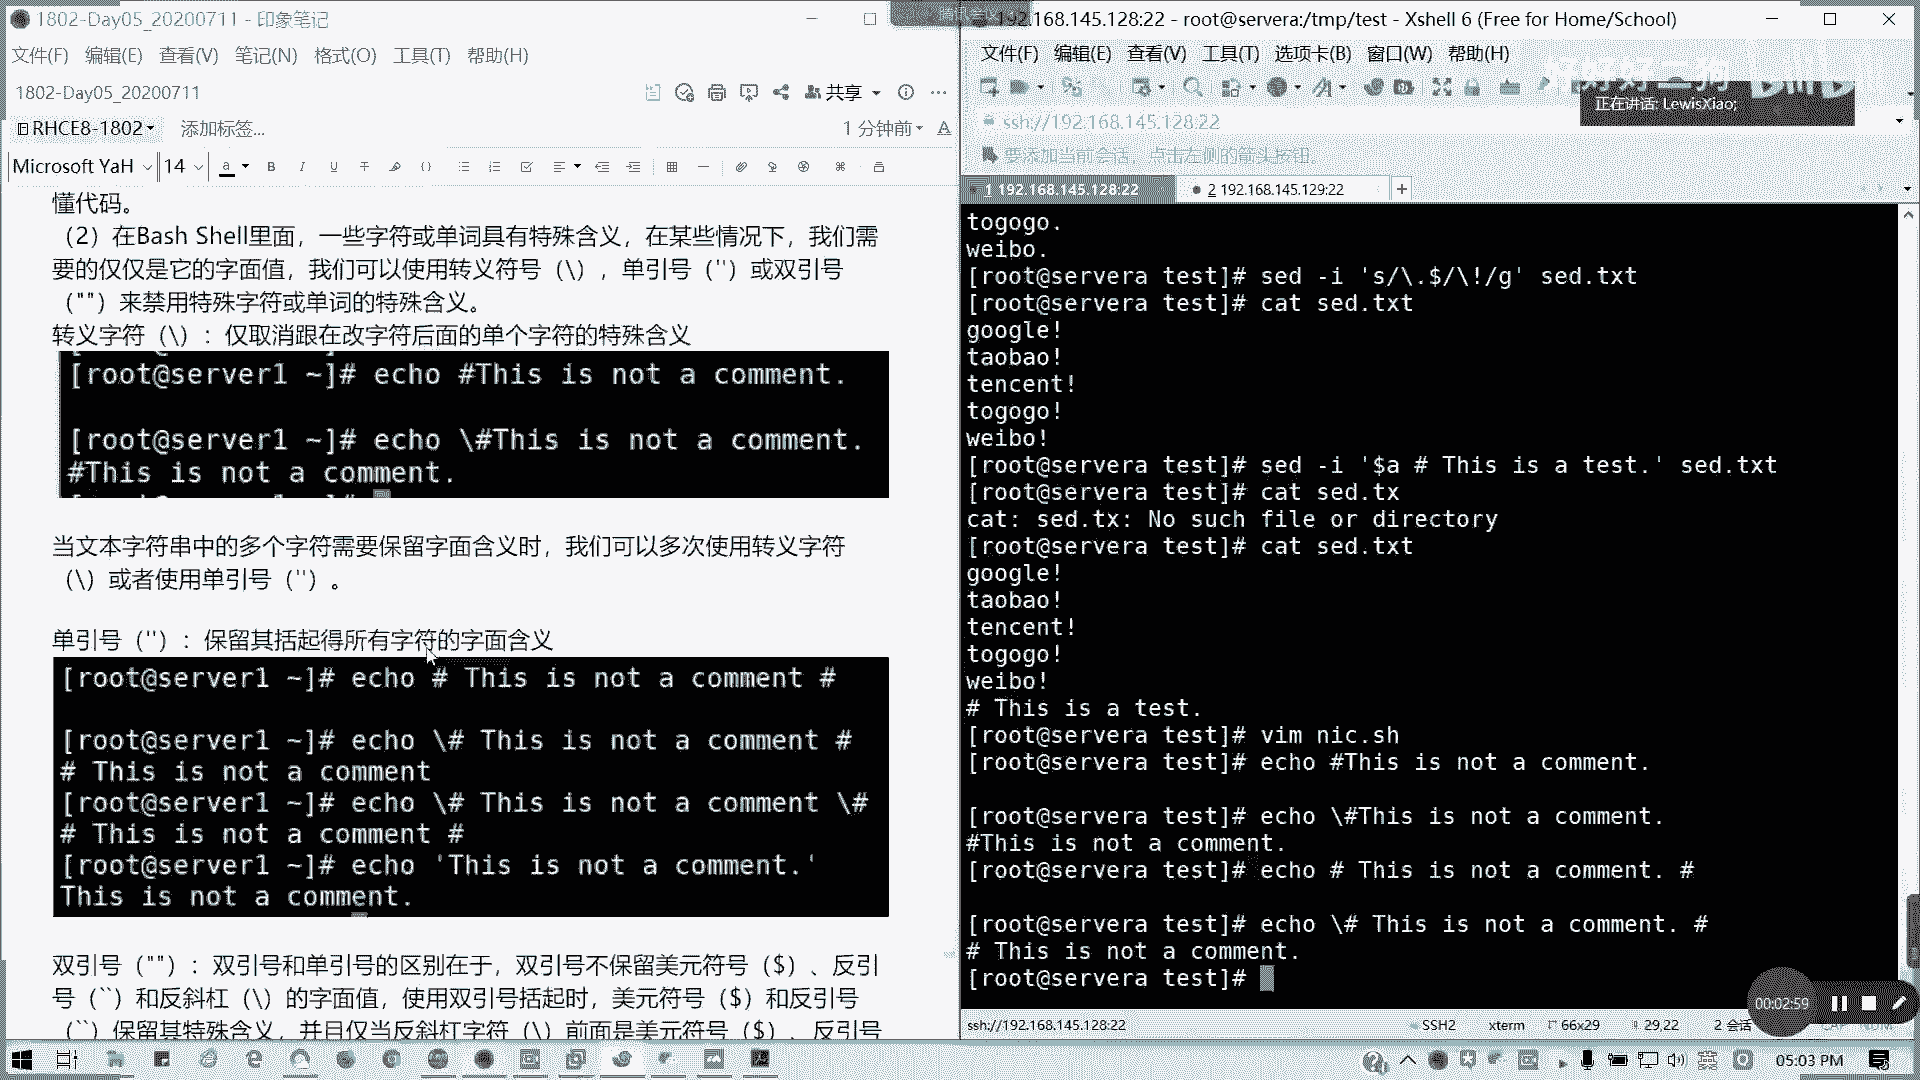 1802-Day05_20200711 - 印象笔记
文件(F) 编辑(E) 查看(V) 笔记(N) 格式(O) 工具(T) 帮助(H)
1802-Day05_20200711
共享
RHCE8-1802
添加标签...
1 分钟前
Microsoft YaH 14
懂代码。
（2）在Bash Shell里面，一些字符或单词具有特殊含义，在某些情况下，我们需
要的仅仅是它的字面值，我们可以使用转义符号（\），单引号（''）或双引号
（""）来禁用特殊字符或单词的特殊含义。
转义字符（\）：仅取消跟在改字符后面的单个字符的特殊含义
[root@server1 ~]# echo #This is not a comment.
[root@server1 ~]# echo \#This is not a comment.
#This is not a comment.
当文本字符串中的多个字符需要保留字面含义时，我们可以多次使用转义字符
（\）或者使用单引号（''）。
单引号（''）：保留其括起得所有字符的字面含义
[root@server1 ~]# echo # This is not a comment #
[root@server1 ~]# echo \# This is not a comment #
# This is not a comment
[root@server1 ~]# echo \# This is not a comment \#
# This is not a comment #
[root@server1 ~]# echo 'This is not a comment.'
This is not a comment.
双引号（""）：双引号和单引号的区别在于，双引号不保留美元符号（$）、反引
号（``）和反斜杠（\）的字面值，使用双引号括起时，美元符号（$）和反引号
（``）保留其特殊含义，并且仅当反斜杠字符（\）前面是美元符号（$）、反引号
192.168.145.128:22 - root@servera:/tmp/test - Xshell 6 (Free for Home/School)
文件(F) 编辑(E) 查看(V) 工具(T) 选项卡(B) 窗口(W) 帮助(H)
正在讲话: LewisXiao;
ssh://192.168.145.128:22
要添加当前会话，点击左侧的箭头按钮。
1 192.168.145.128:22
2 192.168.145.129:22
togogo.
weibo.
[root@servera test]# sed -i 's/\.$/\!/g' sed.txt
[root@servera test]# cat sed.txt
google!
taobao!
tencent!
togogo!
weibo!
[root@servera test]# sed -i '$a # This is a test.' sed.txt
[root@servera test]# cat sed.tx
cat: sed.tx: No such file or directory
[root@servera test]# cat sed.txt
google!
taobao!
tencent!
togogo!
weibo!
# This is a test.
[root@servera test]# vim nic.sh
[root@servera test]# echo #This is not a comment.
[root@servera test]# echo \#This is not a comment.
#This is not a comment.
[root@servera test]# echo # This is not a comment. #
[root@servera test]# echo \# This is not a comment. #
# This is not a comment.
[root@servera test]#
00:02:59
ssh://192.168.145.128:22 SSH2 xterm 66x29 29,22 2 会话
05:03 PM